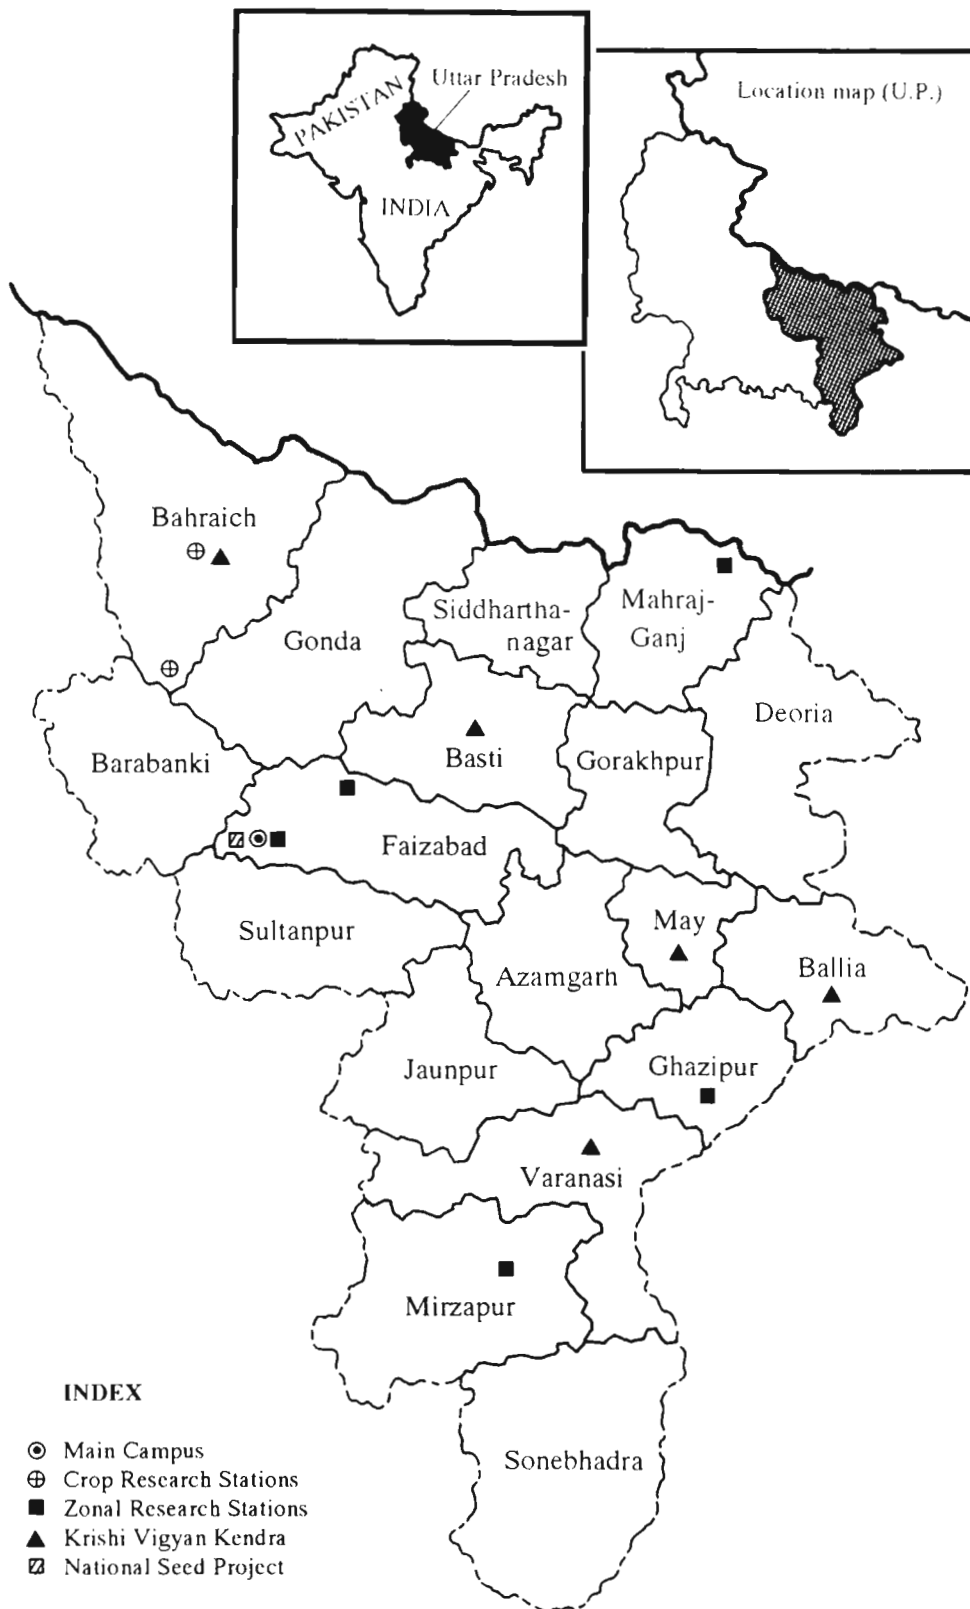 Uttar Pradesh
PAKISTAN
INDIA
Location map (U.P.)
Bahraich
Siddhartha-
nagar
Mahraj-
Ganj
Gonda
Deoria
Barabanki
Basti
Gorakhpur
Faizabad
Sultanpur
May
Azamgarh
Ballia
Jaunpur
Ghazipur
Varanasi
Mirzapur
Sonebhadra
INDEX
Main Campus
Crop Research Stations
Zonal Research Stations
Krishi Vigyan Kendra
National Seed Project